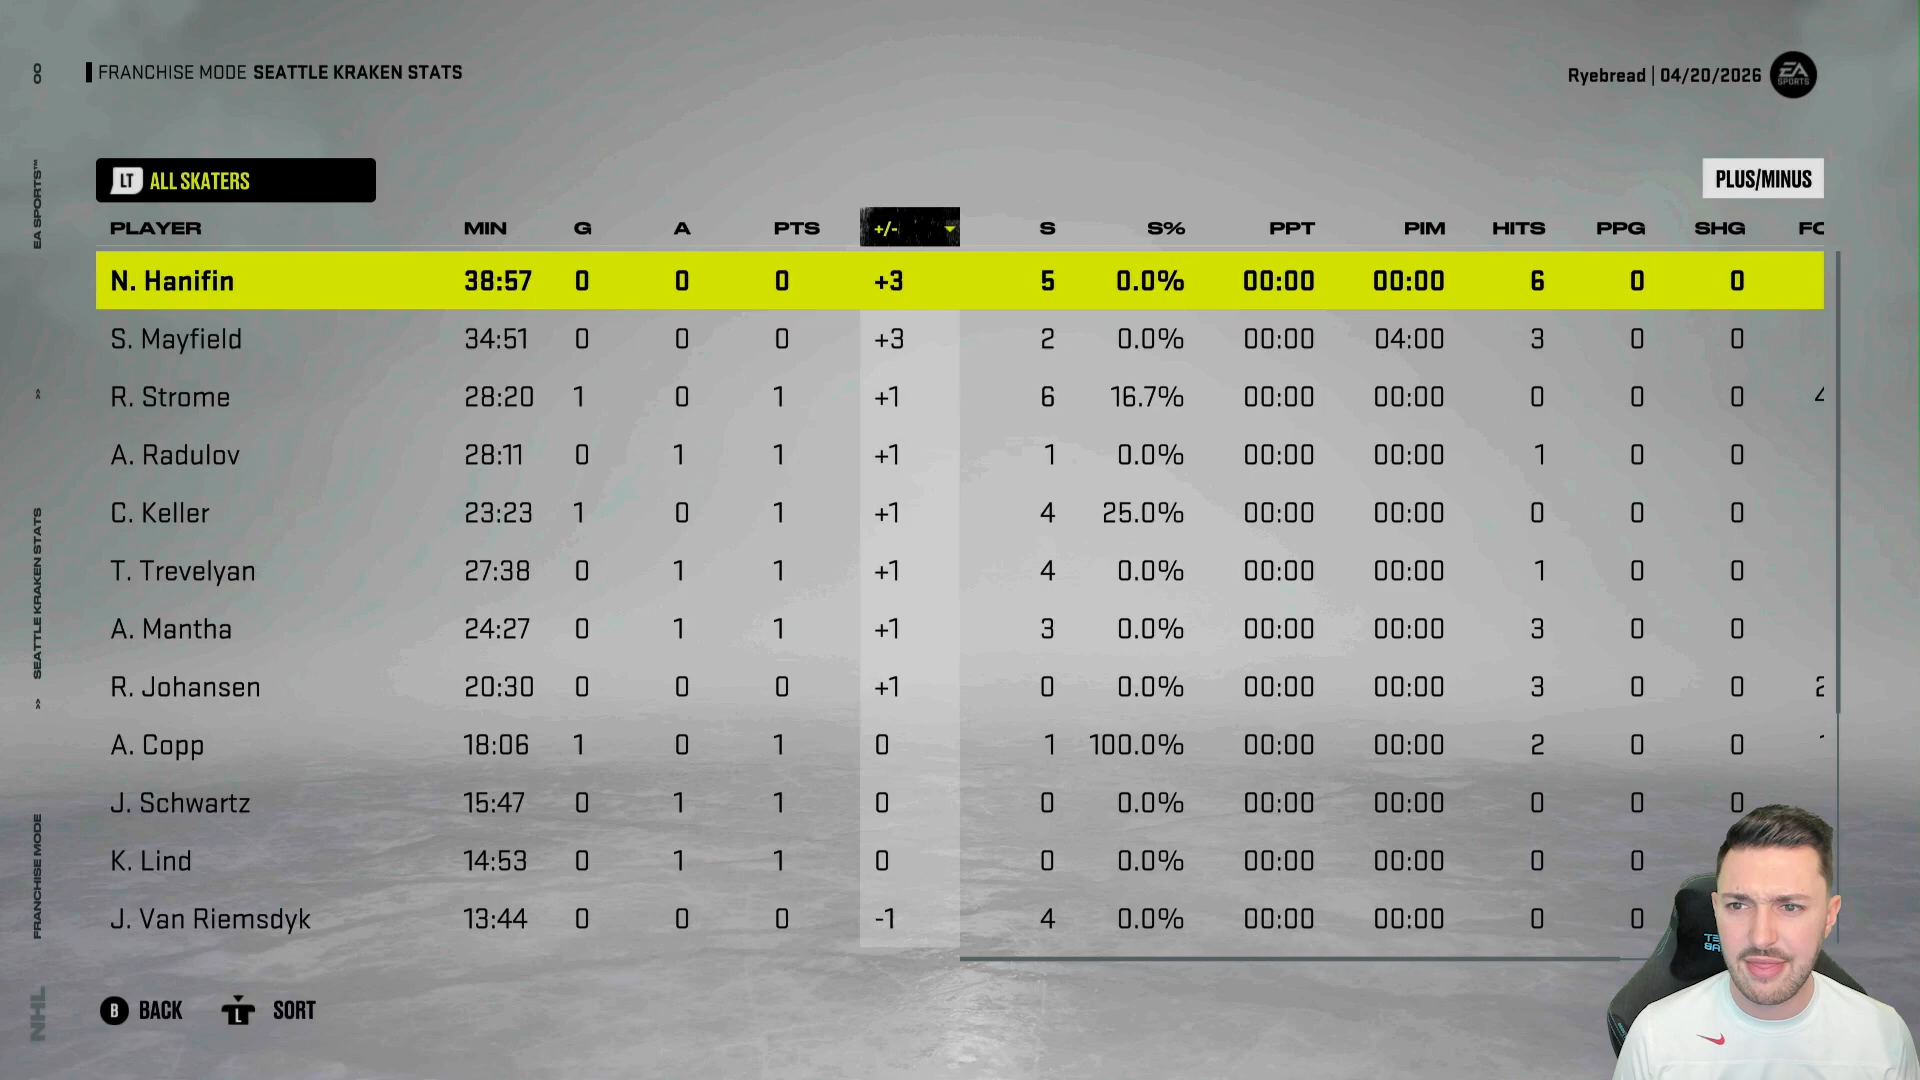 FRANCHISE MODE SEATTLE KRAKEN STATS
Ryebread | 04/20/2026
EA SPORTS
LT ALL SKATERS
PLUS/MINUS
PLAYER MIN G A PTS +/- S S% PPT PIM HITS PPG SHG
N. Hanifin 38:57 0 0 0 +3 5 0.0% 00:00 00:00 6 0 0
S. Mayfield 34:51 0 0 0 +3 2 0.0% 00:00 04:00 3 0 0
R. Strome 28:20 1 0 1 +1 6 16.7% 00:00 00:00 0 0 0
A. Radulov 28:11 0 1 1 +1 1 0.0% 00:00 00:00 1 0 0
C. Keller 23:23 1 0 1 +1 4 25.0% 00:00 00:00 0 0 0
T. Trevelyan 27:38 0 1 1 +1 4 0.0% 00:00 00:00 1 0 0
A. Mantha 24:27 0 1 1 +1 3 0.0% 00:00 00:00 3 0 0
R. Johansen 20:30 0 0 0 +1 0 0.0% 00:00 00:00 3 0 0
A. Copp 18:06 1 0 1 0 1 100.0% 00:00 00:00 2 0 0
J. Schwartz 15:47 0 1 1 0 0 0.0% 00:00 00:00 0 0 0
K. Lind 14:53 0 1 1 0 0 0.0% 00:00 00:00 0 0
J. Van Riemsdyk 13:44 0 0 0 -1 4 0.0% 00:00 00:00 0 0
B BACK L SORT
EA SPORTS™
SEATTLE KRAKEN STATS
FRANCHISE MODE
NHL